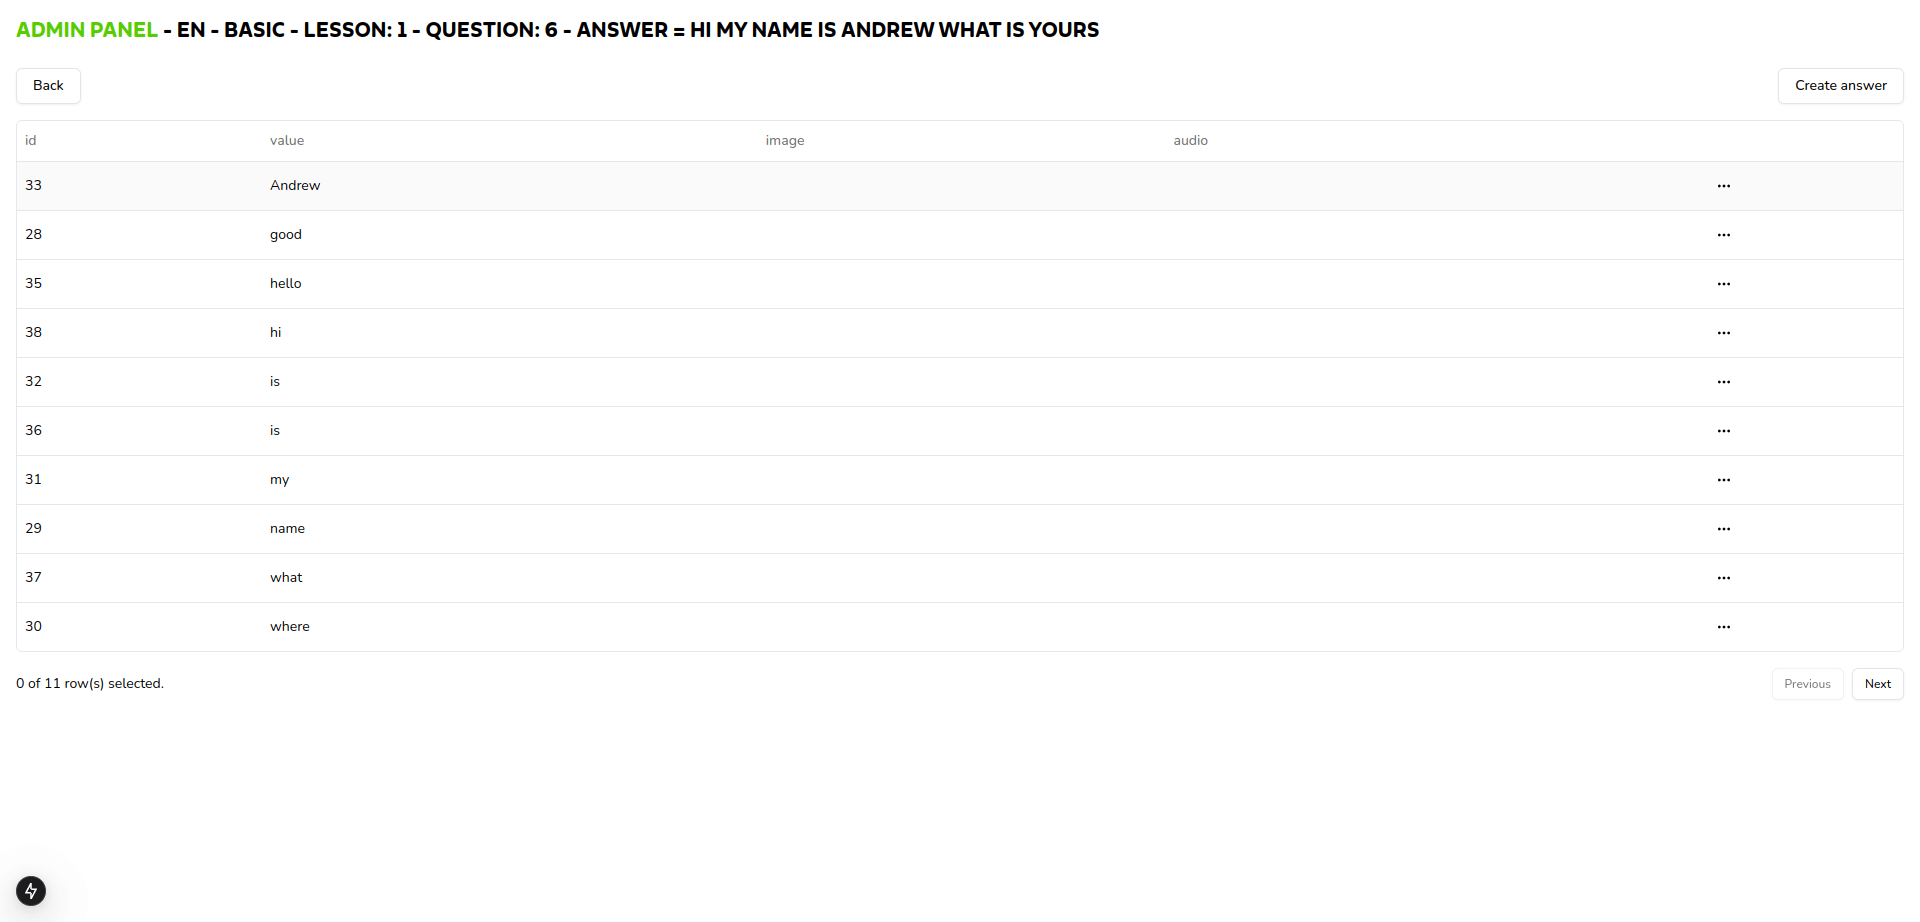 ADMIN PANEL - EN - BASIC - LESSON: 1 - QUESTION: 6 - ANSWER = HI MY NAME IS ANDREW WHAT IS YOURS
Back
Create answer
id value image audio
33 Andrew
28 good
35 hello
38 hi
32 is
36 is
31 my
29 name
37 what
30 where
0 of 11 row(s) selected.
Previous Next